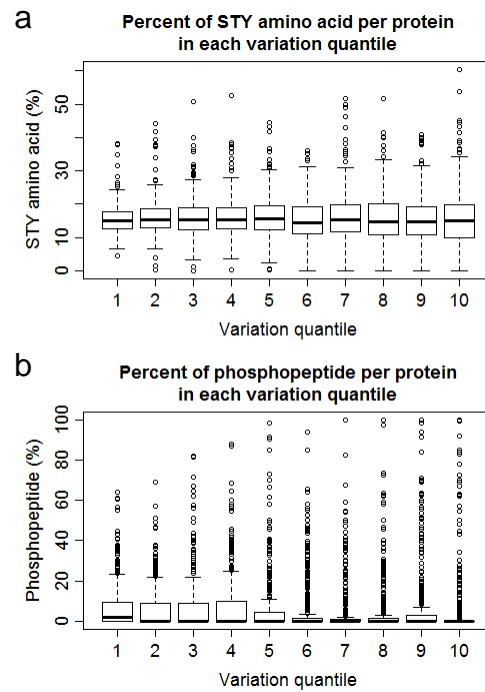 a
Percent of STY amino acid per protein
in each variation quantile
STY amino acid (%)
50
30
10
0
1 2 3 4 5 6 7 8 9 10
Variation quantile
b
Percent of phosphopeptide per protein
in each variation quantile
Phosphopeptide (%)
100
80
60
40
20
0
1 2 3 4 5 6 7 8 9 10
Variation quantile